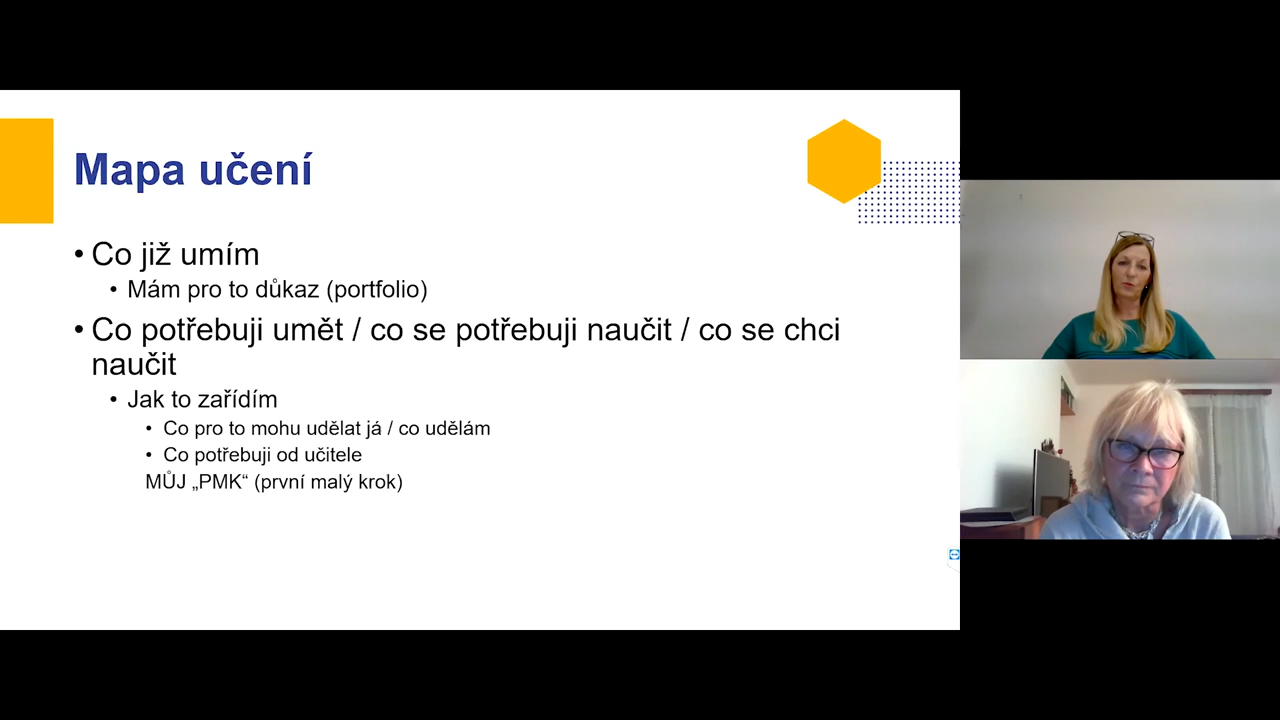 Mapa učení
• Co již umím
• Mám pro to důkaz (portfolio)
• Co potřebuji umět / co se potřebuji naučit / co se chci
naučit
• Jak to zařídím
• Co pro to mohu udělat já / co udělám
• Co potřebuji od učitele
MŮJ „PMK“ (první malý krok)